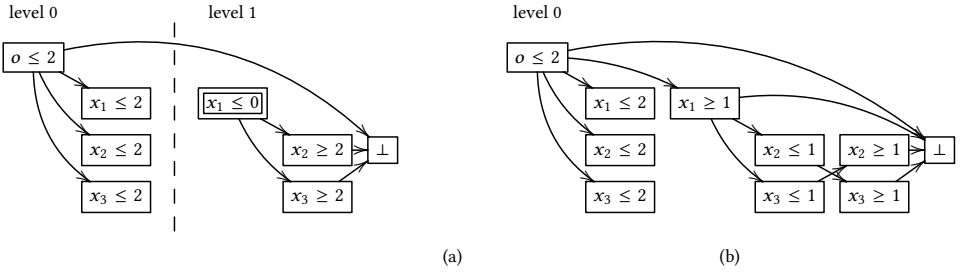 level 0 level 1 level 0
o ≤ 2 o ≤ 2
x₁ ≤ 2 x₁ ≤ 0 x₁ ≤ 2 x₁ ≥ 1
x₂ ≤ 2 x₂ ≥ 2 ⊥ x₂ ≤ 2 x₂ ≤ 1 x₂ ≥ 1 ⊥
x₃ ≤ 2 x₃ ≥ 2 x₃ ≤ 2 x₃ ≤ 1 x₃ ≥ 1
(a) (b)